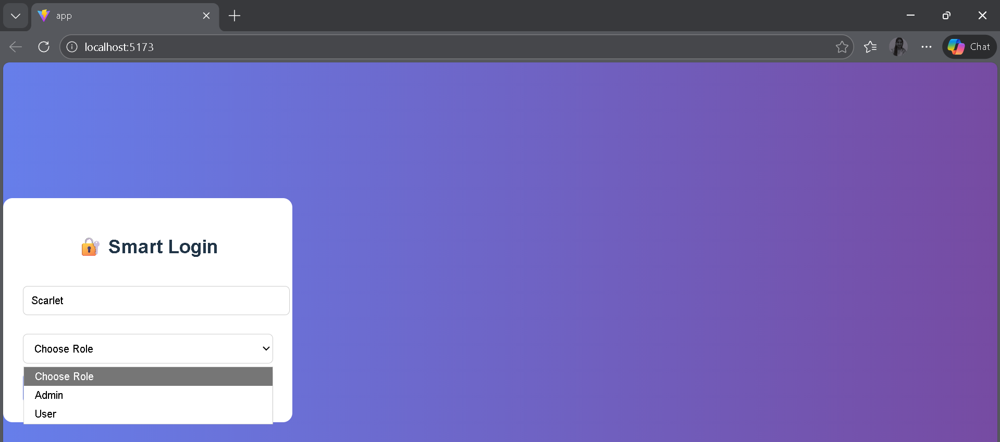 app
localhost:5173
Chat
Smart Login
Scarlet
Choose Role
Choose Role
Admin
User